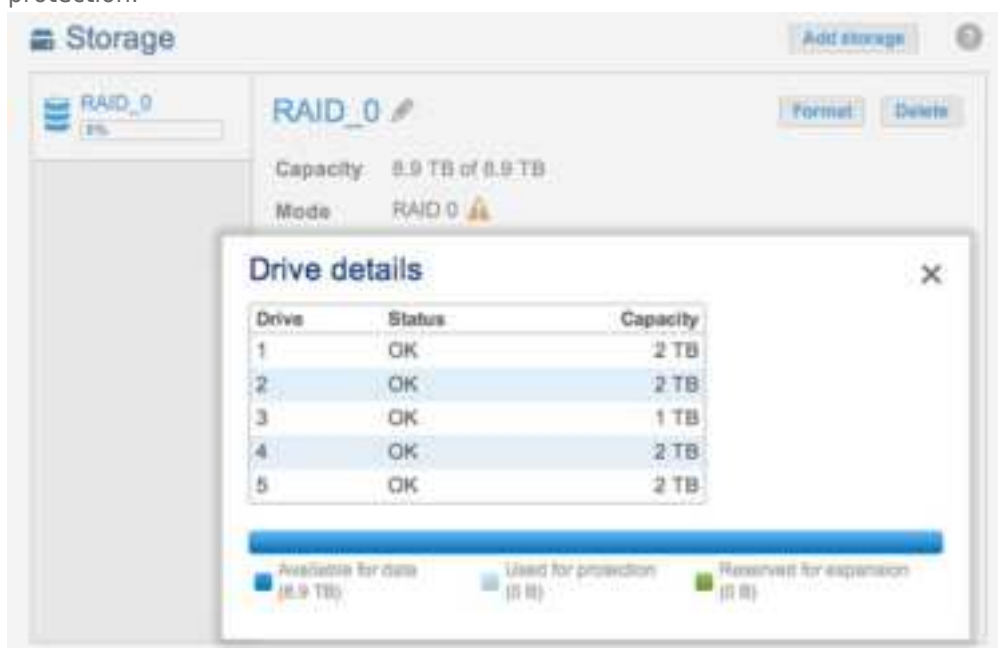 protection.
Storage
Add storage
RAID_0
0%
RAID_0
Format
Delete
Capacity 8.9 TB of 8.9 TB
Mode RAID 0
Drive details
Drive Status Capacity
1 OK 2 TB
2 OK 2 TB
3 OK 1 TB
4 OK 2 TB
5 OK 2 TB
Available for data
(8.9 TB)
Used for protection
(0 B)
Reserved for expansion
(0 B)